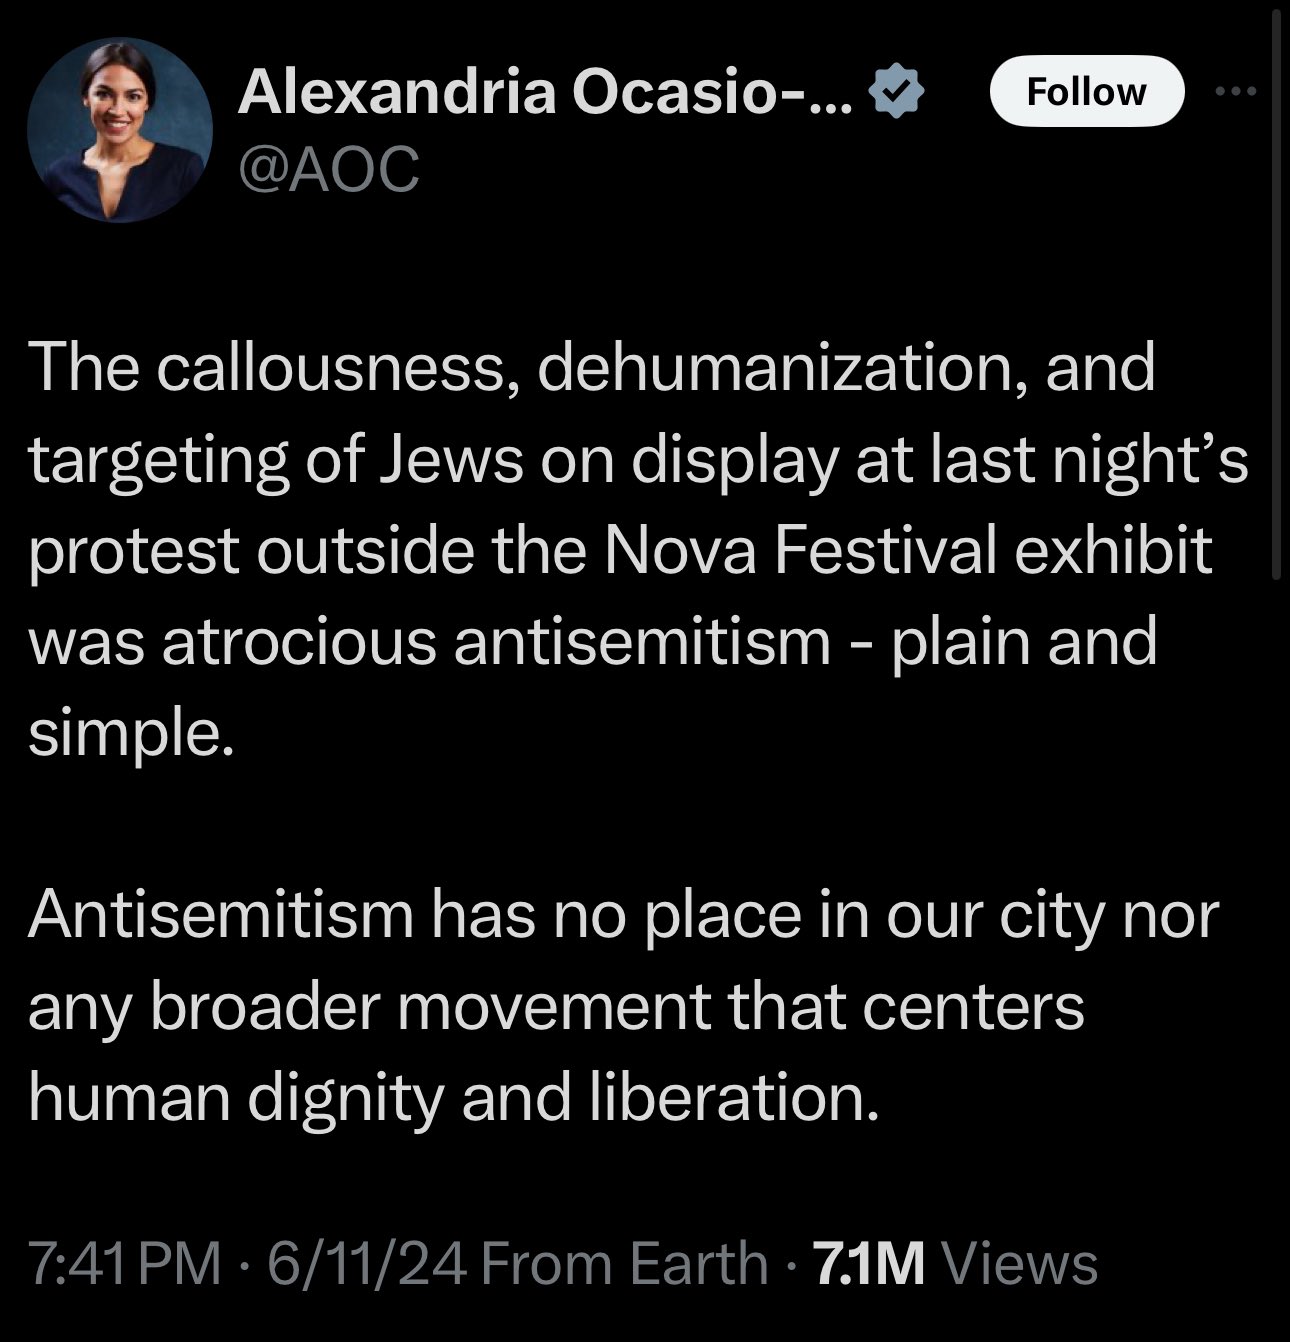 Alexandria Ocasio-...
Follow
@AOC
The callousness, dehumanization, and
targeting of Jews on display at last night’s
protest outside the Nova Festival exhibit
was atrocious antisemitism - plain and
simple.
Antisemitism has no place in our city nor
any broader movement that centers
human dignity and liberation.
7:41 PM · 6/11/24 From Earth · 7.1M Views